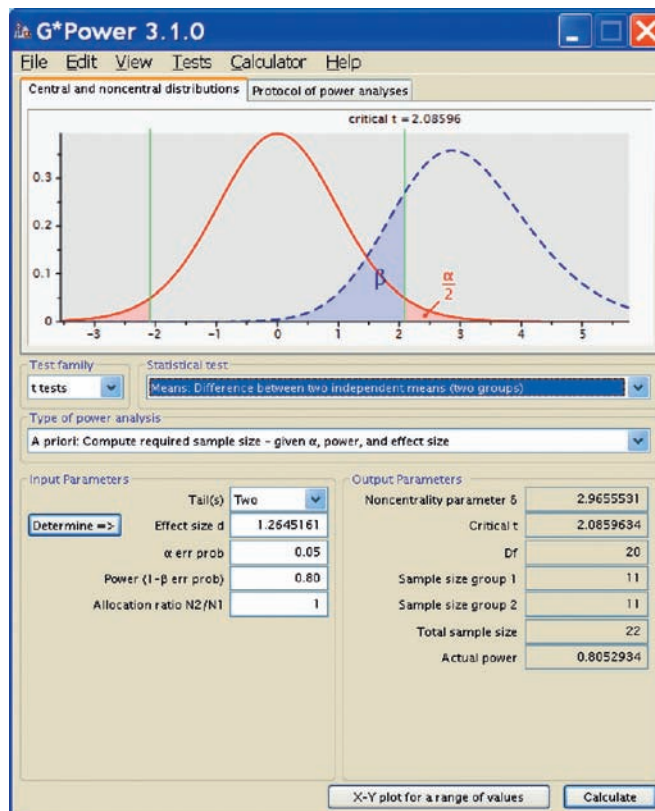 G*Power 3.1.0
File Edit View Tests Calculator Help
Central and noncentral distributions Protocol of power analyses
critical t = 2.08596
0.3
0.2
0.1
0
β
α
2
-3 -2 -1 0 1 2 3 4 5
Test family
t tests
Statistical test
Means: Difference between two independent means (two groups)
Type of power analysis
A priori: Compute required sample size - given α, power, and effect size
Input Parameters
Tail(s) Two
Determine => Effect size d 1.2645161
α err prob 0.05
Power (1-β err prob) 0.80
Allocation ratio N2/N1 1
Output Parameters
Noncentrality parameter δ 2.9655531
Critical t 2.0859634
Df 20
Sample size group 1 11
Sample size group 2 11
Total sample size 22
Actual power 0.8052934
X-Y plot for a range of values Calculate